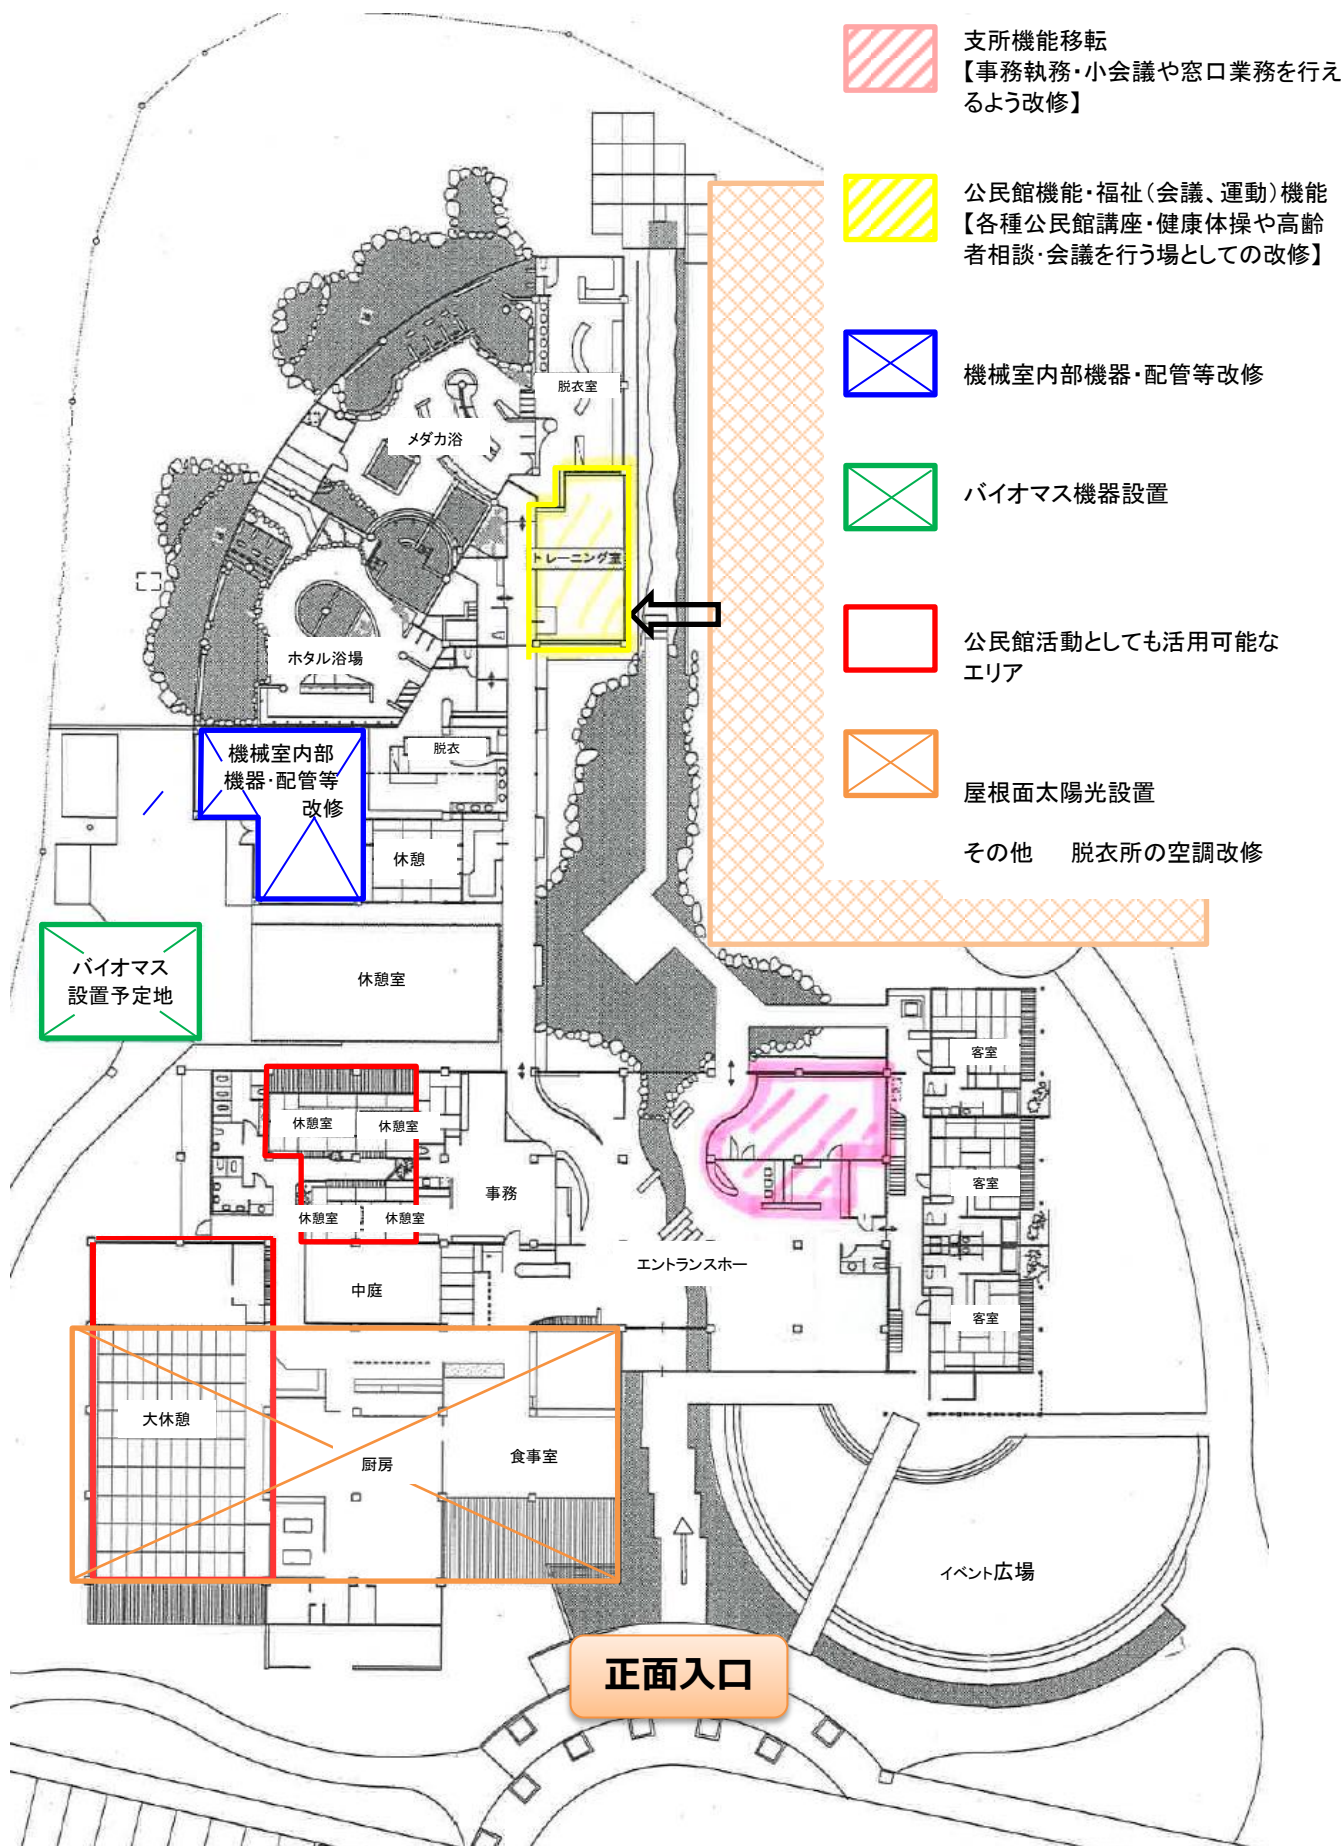 支所機能移転
【事務執務・小会議や窓口業務を行え
るよう改修】
公民館機能・福祉（会議、運動）機能
【各種公民館講座・健康体操や高齢
者相談・会議を行う場としての改修】
機械室内部機器・配管等改修
バイオマス機器設置
公民館活動としても活用可能な
エリア
屋根面太陽光設置
その他　脱衣所の空調改修
脱衣室
メダカ浴
トレーニング室
ホタル浴場
機械室内部
機器・配管等
改修
脱衣
休憩
バイオマス
設置予定地
休憩室
客室
休憩室
休憩室
事務
客室
休憩室
休憩室
エントランスホー
中庭
客室
大休憩
厨房
食事室
イベント広場
正面入口